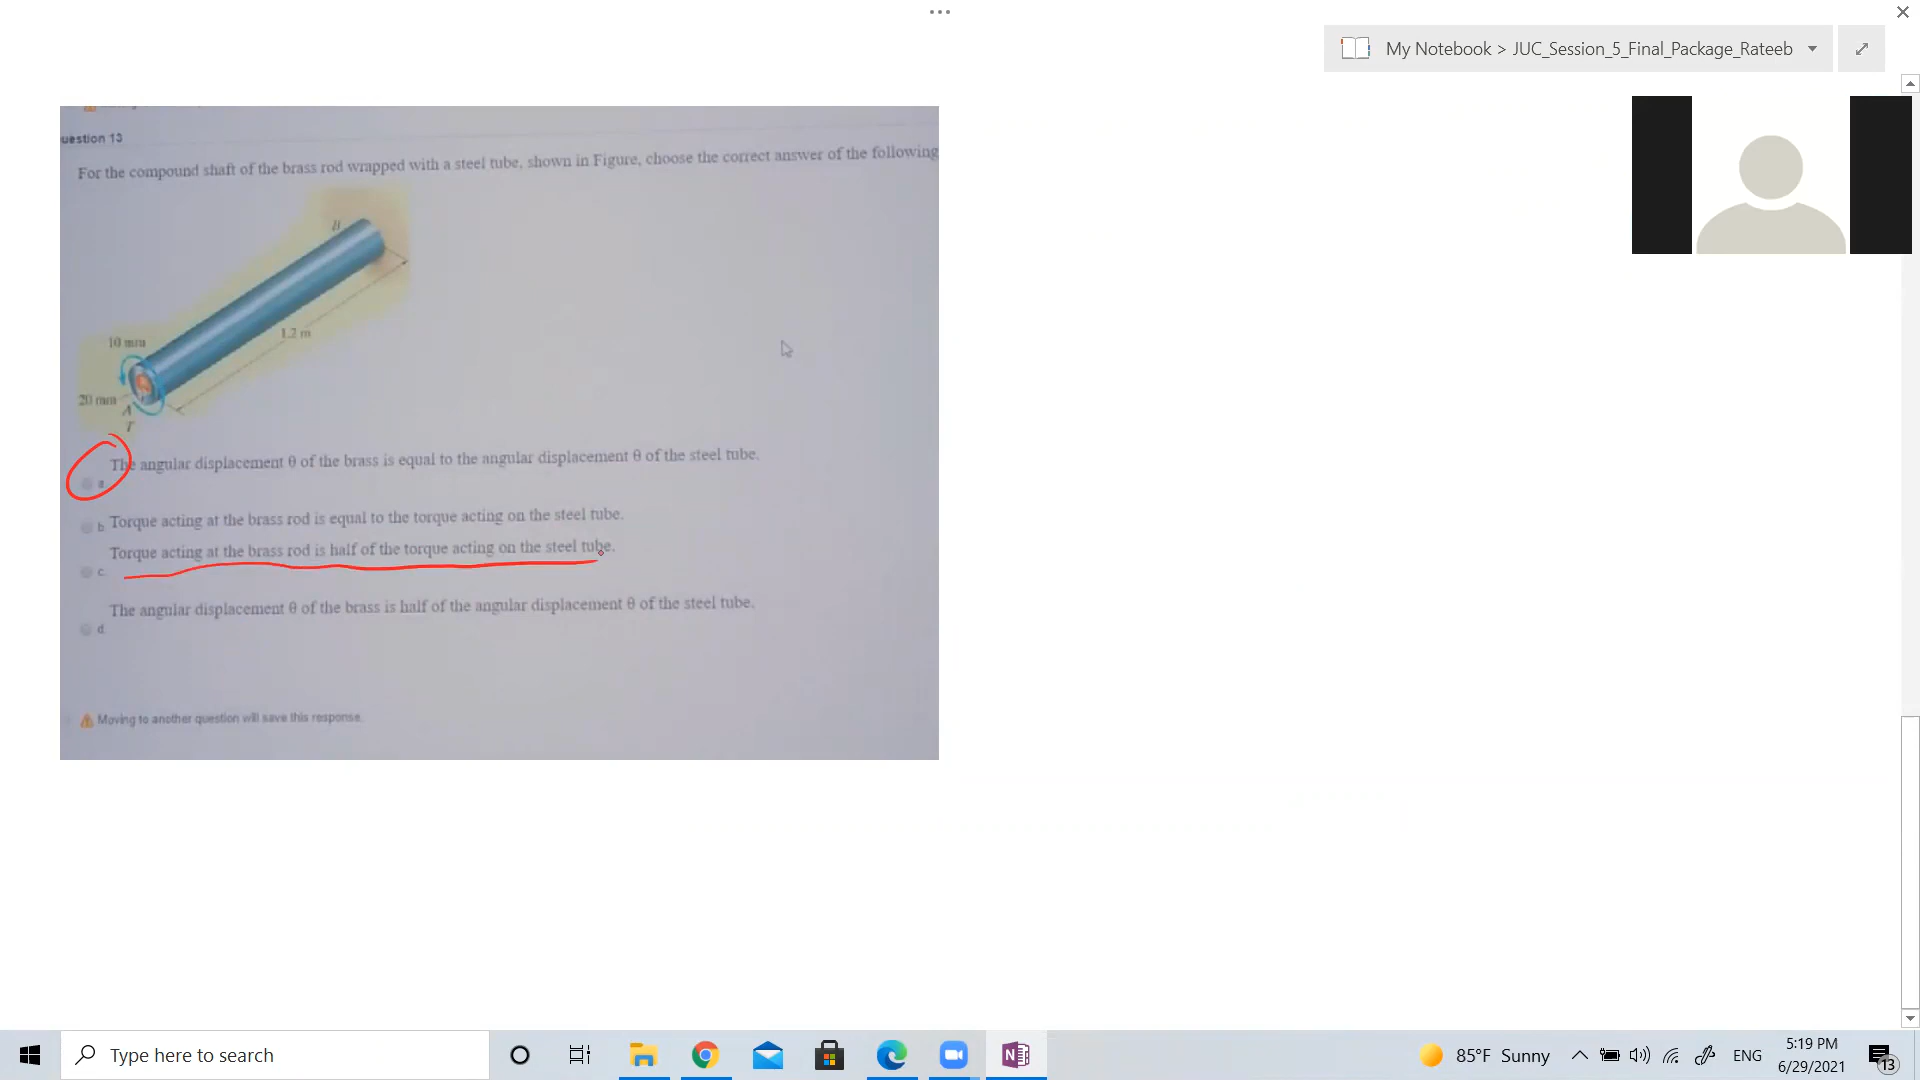 My Notebook > JUC_Session_5_Final_Package_Rateeb
uestion 13
For the compound shaft of the brass rod wrapped with a steel tube, shown in Figure, choose the correct answer of the following
B
1.2 m
10 mm
20 mm
A
T
The angular displacement θ of the brass is equal to the angular displacement θ of the steel tube.
a
b Torque acting at the brass rod is equal to the torque acting on the steel tube.
Torque acting at the brass rod is half of the torque acting on the steel tube.
c.
The angular displacement θ of the brass is half of the angular displacement θ of the steel tube.
d
Moving to another question will save this response.
Type here to search
N
85°F Sunny
ENG
5:19 PM
6/29/2021
13